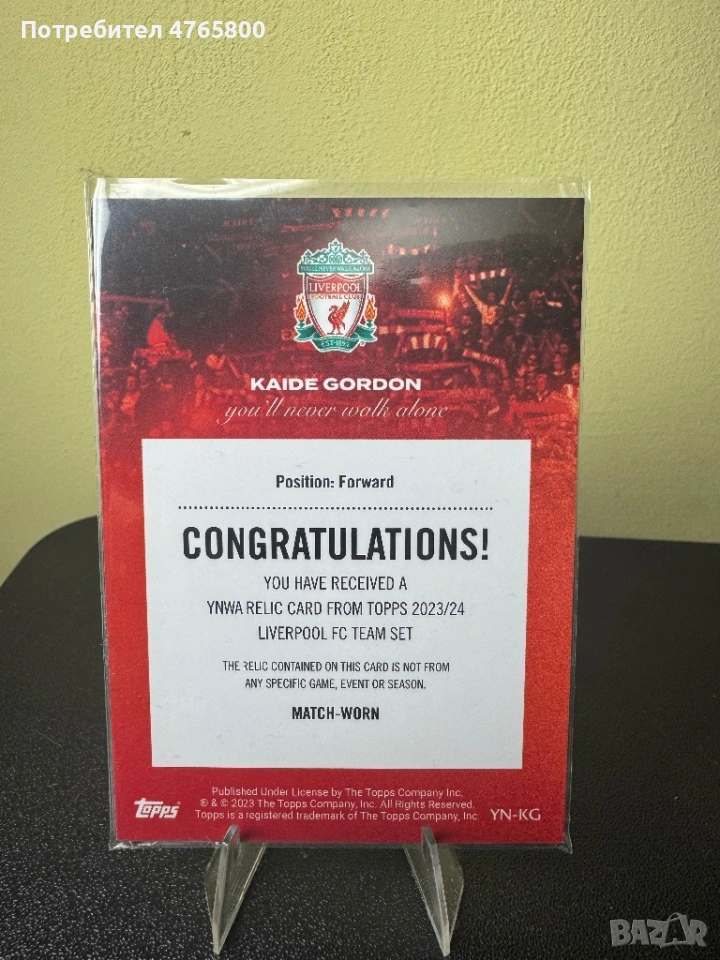 Потребител 4765800
YOU'LL NEVER WALK ALONE
LIVERPOOL
FOOTBALL CLUB
EST·1892
KAIDE GORDON
you'll never walk alone
Position: Forward
CONGRATULATIONS!
YOU HAVE RECEIVED A
YNWA RELIC CARD FROM TOPPS 2023/24
LIVERPOOL FC TEAM SET
THE RELIC CONTAINED ON THIS CARD IS NOT FROM
ANY SPECIFIC GAME, EVENT OR SEASON.
MATCH-WORN
Published Under License by The Topps Company Inc.
® & © 2023 The Topps Company, Inc. All Rights Reserved.
Topps is a registered trademark of The Topps Company, Inc.
Topps
YN-KG
BAZAR